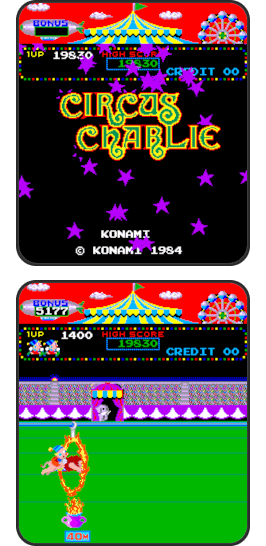 BONUS
1UP 19830 HIGH SCORE
19830
CREDIT 00
CIRCUS
CHARLIE
KONAMI
© KONAMI 1984
BONUS
5177
1UP 1400 HIGH SCORE
19830
CREDIT 00
40M